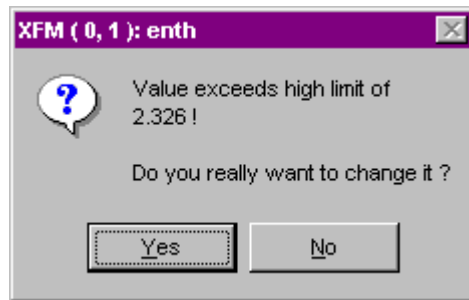 XFM ( 0, 1 ): enth
Value exceeds high limit of
2.326 !
Do you really want to change it ?
Yes
No